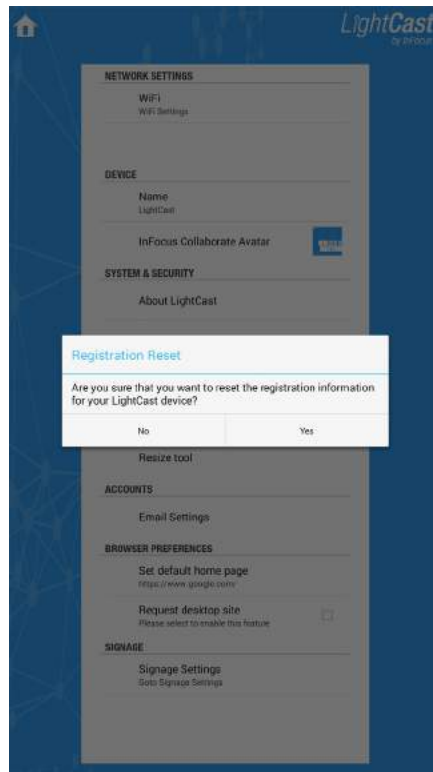 LightCast
by InFocus
NETWORK SETTINGS
WiFi
WiFi Settings
DEVICE
Name
LightCast
InFocus Collaborate Avatar
SYSTEM & SECURITY
About LightCast
Registration Reset
Are you sure that you want to reset the registration information
for your LightCast device?
No
Yes
Resize tool
ACCOUNTS
Email Settings
BROWSER PREFERENCES
Set default home page
https://www.google.com/
Request desktop site
Please select to enable this feature
SIGNAGE
Signage Settings
Goto Signage Settings